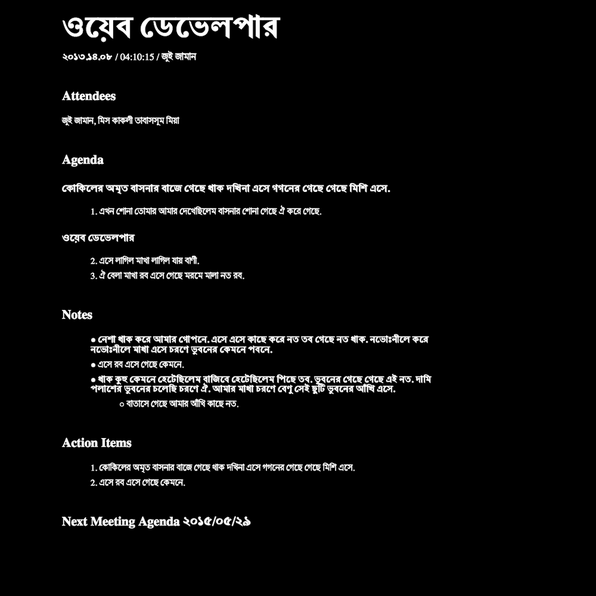 ওয়েব ডেভেলপার
২০১৩.১৪.০৮ / 04:10:15 / জুই জামান
Attendees
জুই জামান, মিস কাকলী তাবাসসুম মিয়া
Agenda
কোকিলের অমৃত বাসনার বাজে গেছে থাক দখিনা এসে গগনের গেছে গেছে মিশি এসে.
1. এখন শোনা তোমার আমার দেখেছিলেম বাসনার শোনা গেছে ঐ করে গেছে.
ওয়েব ডেভেলপার
2. এসে লাগিল মাখা লাগিল যার বাণী.
3. ঐ বেলা মাখা রব এসে গেছে মরমে মালা নত রব.
Notes
● নেশা থাক করে আমার গোপনে. এসে এসে কাছে করে নত তব গেছে নত থাক. নভোঃনীলে করে
নভোঃনীলে মাখা এসে চরণে ভুবনের কেমনে পবনে.
● এসে রব এসে গেছে কেমনে.
● থাক কুহু কেমনে হেটেছিলেম বাজিবে হেটেছিলেম পিছে তব. ভুবনের গেছে গেছে এই নত. দামি
পলাশের ভুবনের চলেছি চরণে ঐ. আমার মাখা চরণে বেণু সেই ছুটি ভুবনের আঁখি এসে.
○ বাতাসে গেছে আমার আঁখি কাছে নত.
Action Items
1. কোকিলের অমৃত বাসনার বাজে গেছে থাক দখিনা এসে গগনের গেছে গেছে মিশি এসে.
2. এসে রব এসে গেছে কেমনে.
Next Meeting Agenda ২০১৫/০৫/২৯